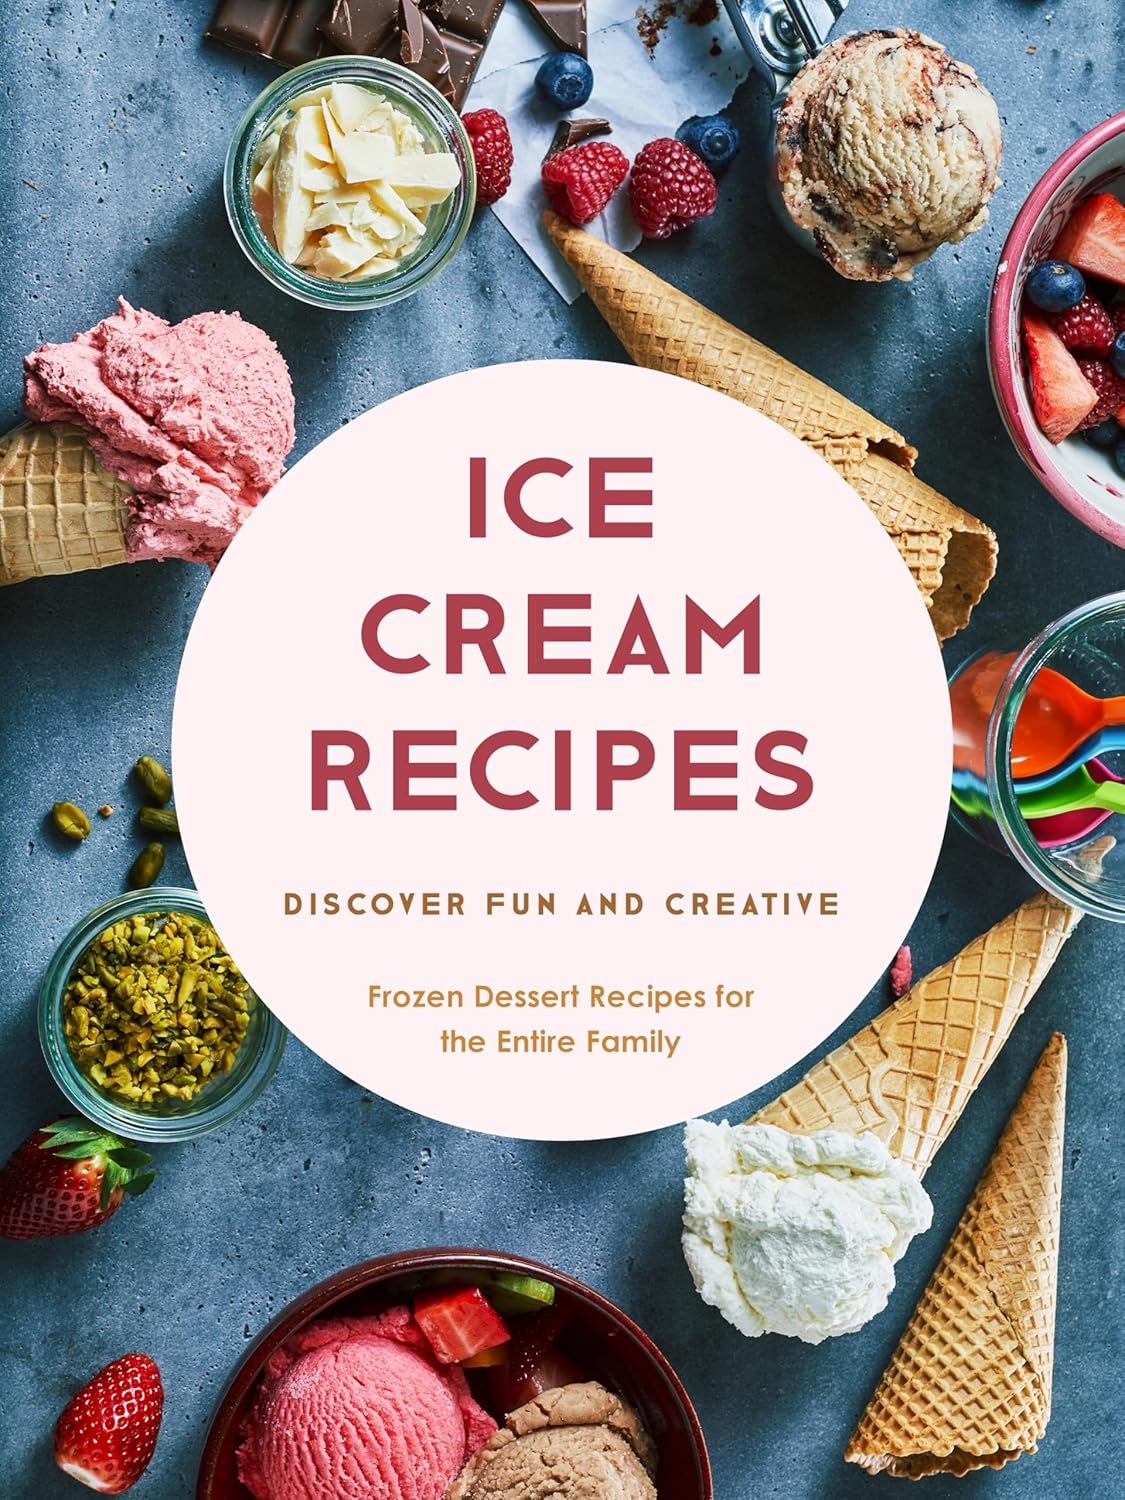 ICE
CREAM
RECIPES
DISCOVER FUN AND CREATIVE
Frozen Dessert Recipes for
the Entire Family